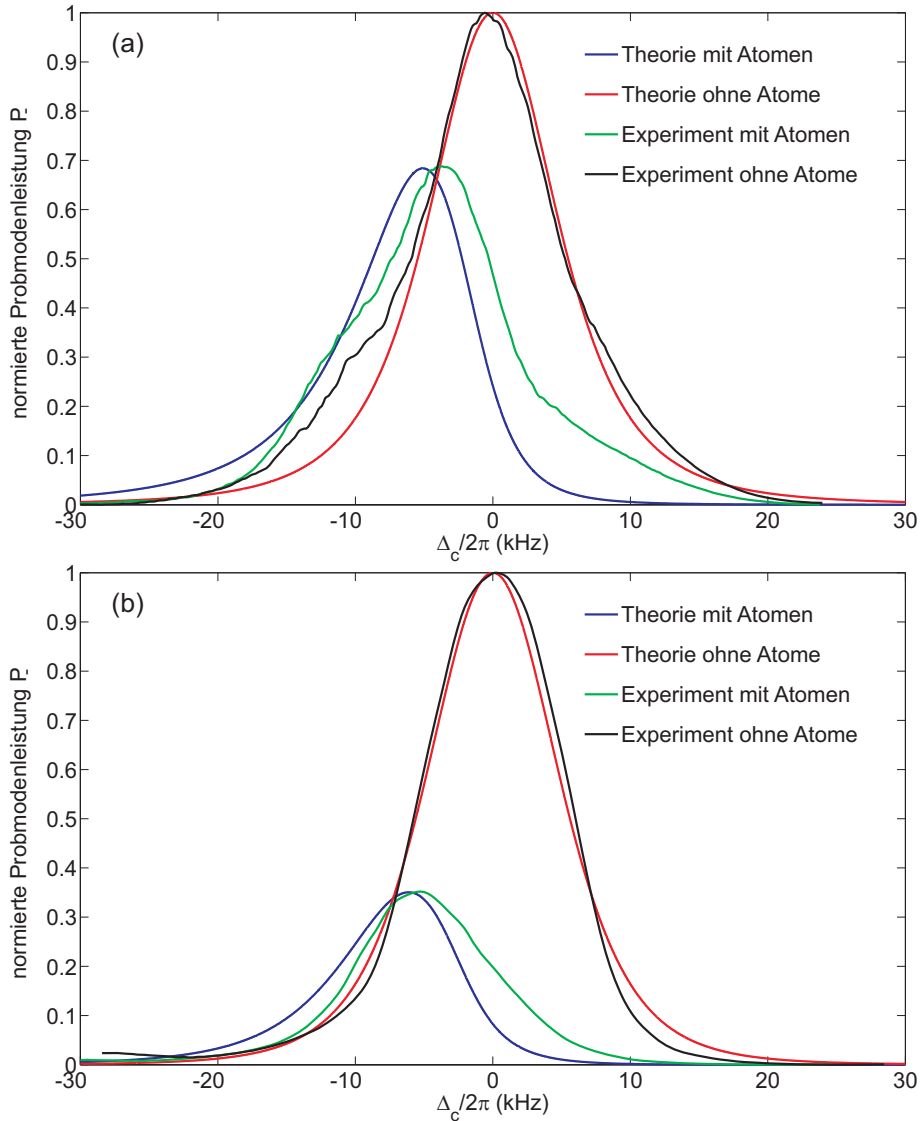 (a)
Theorie mit Atomen
Theorie ohne Atome
Experiment mit Atomen
Experiment ohne Atome
normierte Probmodenleistung P-
1
0.9
0.8
0.7
0.6
0.5
0.4
0.3
0.2
0.1
0
-30 -20 -10 0 10 20 30
Δc/2π (kHz)
(b)
Theorie mit Atomen
Theorie ohne Atome
Experiment mit Atomen
Experiment ohne Atome
normierte Probmodenleistung P-
1
0.9
0.8
0.7
0.6
0.5
0.4
0.3
0.2
0.1
0
-30 -20 -10 0 10 20 30
Δc/2π (kHz)